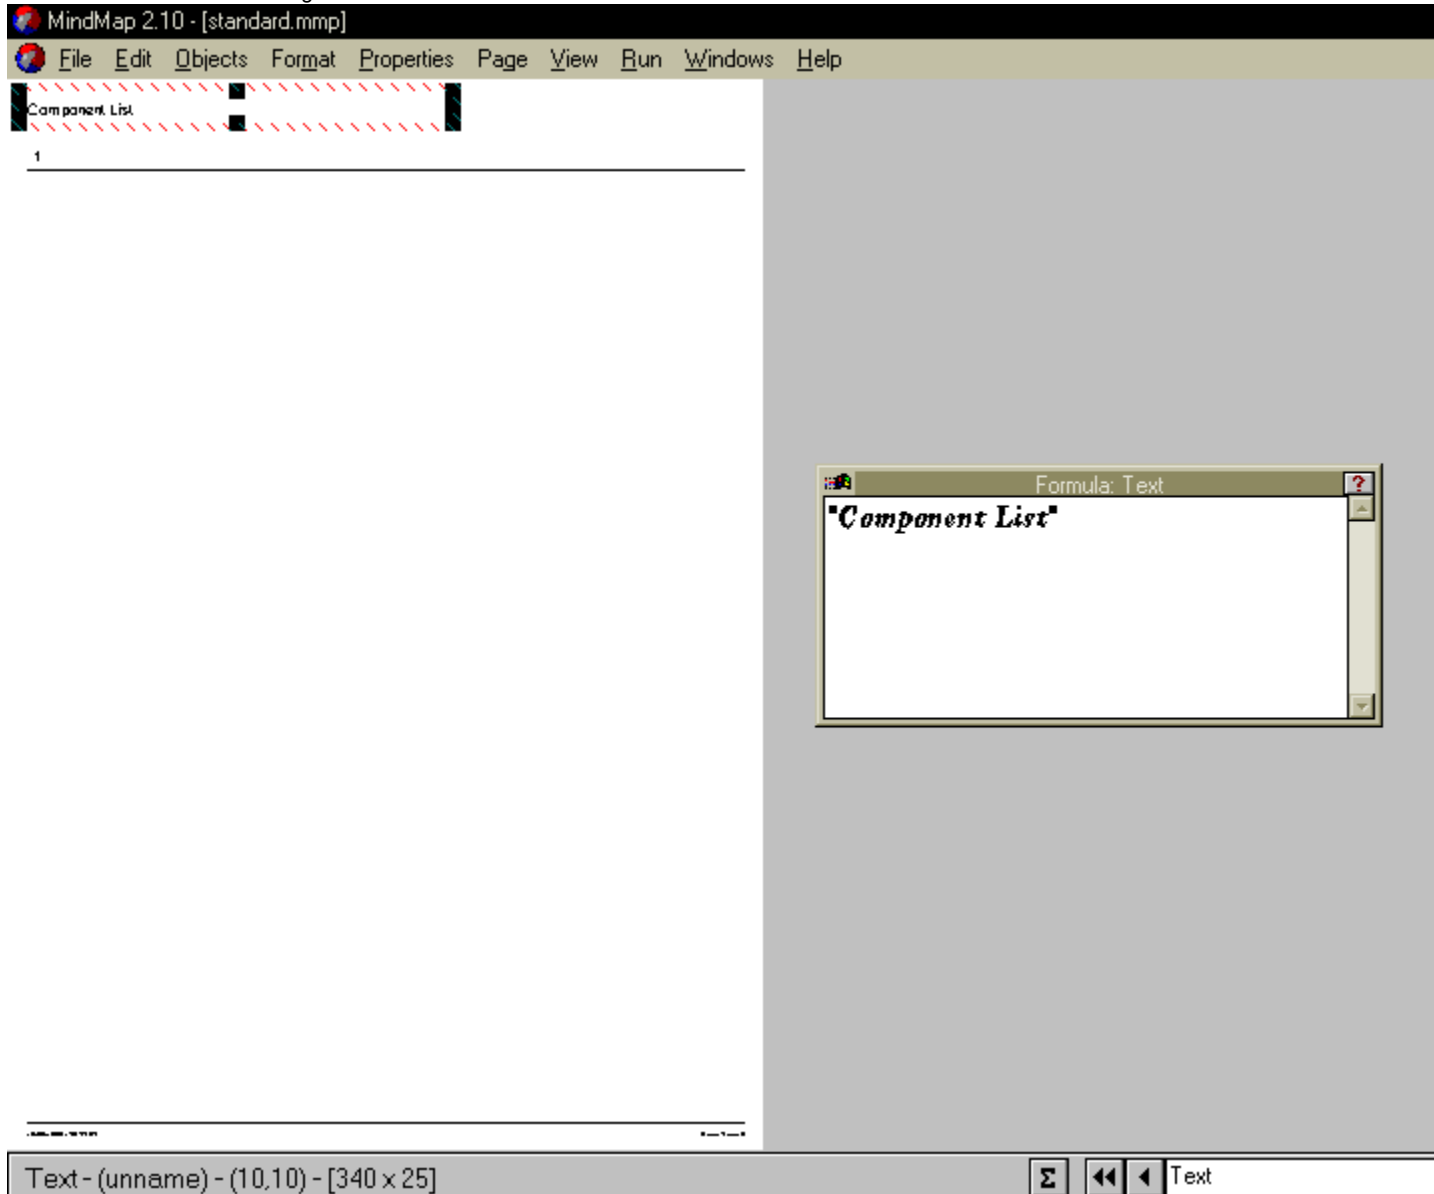 MindMap 2.10 - [standard.mmp]
File Edit Objects Format Properties Page View Run Windows Help
Component List
1
Formula: Text
?
"Component List"
Text - (unname) - (10,10) - [340 x 25]
Σ
Text